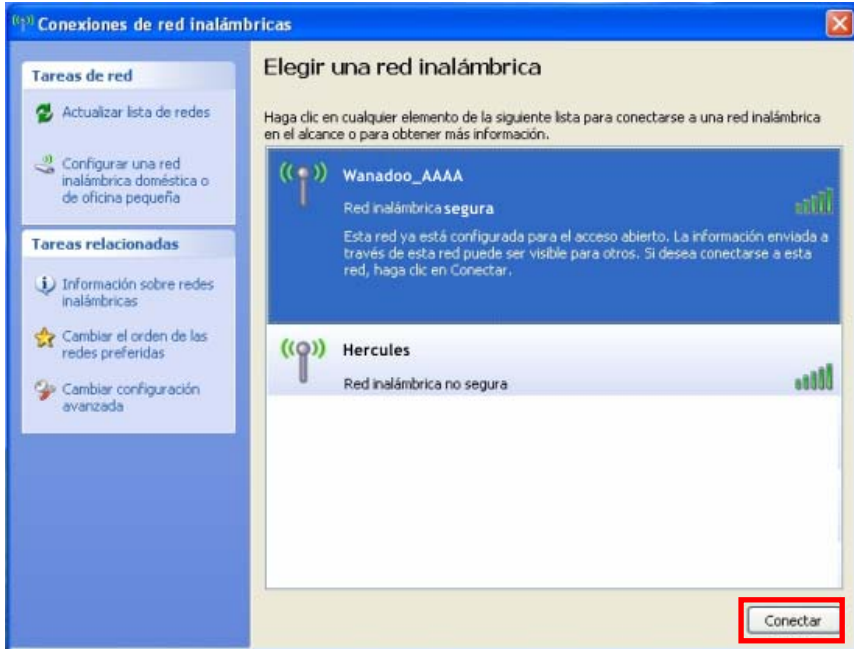 Conexiones de red inalámbricas
Tareas de red
Actualizar lista de redes
Configurar una red
inalámbrica doméstica o
de oficina pequeña
Tareas relacionadas
Información sobre redes
inalámbricas
Cambiar el orden de las
redes preferidas
Cambiar configuración
avanzada
Elegir una red inalámbrica
Haga clic en cualquier elemento de la siguiente lista para conectarse a una red inalámbrica
en el alcance o para obtener más información.
Wanadoo_AAAA
Red inalámbrica segura
Esta red ya está configurada para el acceso abierto. La información enviada a
través de esta red puede ser visible para otros. Si desea conectarse a esta
red, haga clic en Conectar.
Hercules
Red inalámbrica no segura
Conectar